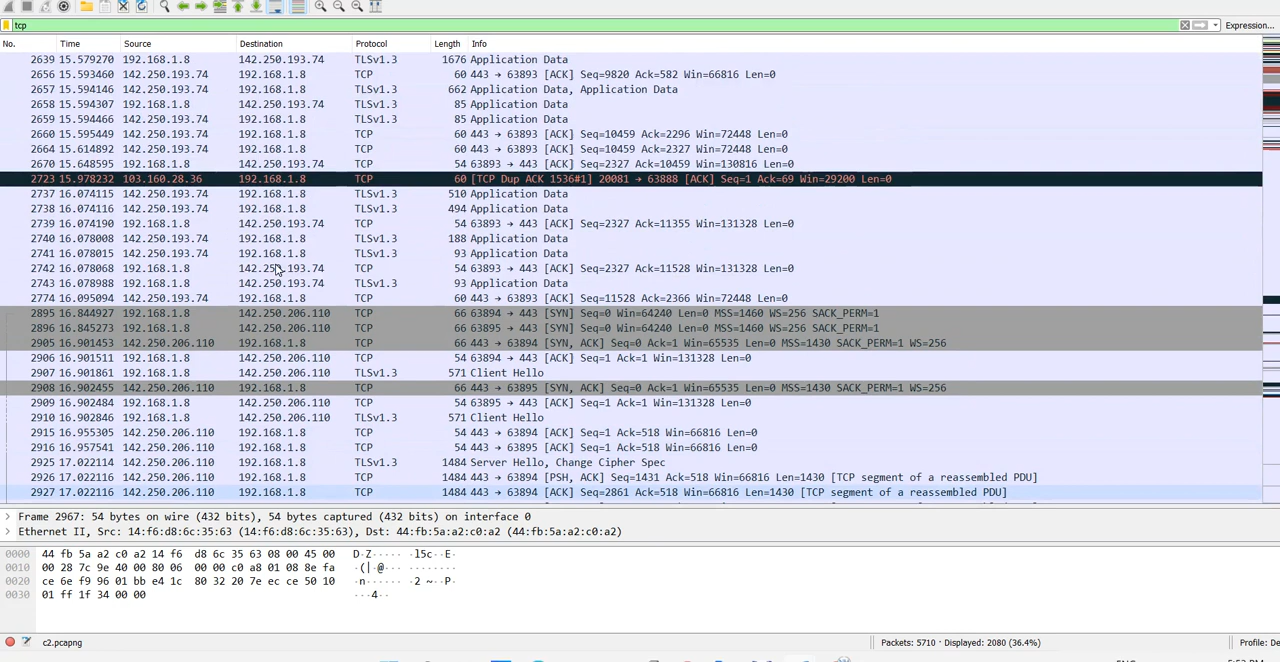 tcp
Expression...
No. Time Source Destination Protocol Length Info
2639 15.579270 192.168.1.8 142.250.193.74 TLSv1.3 1676 Application Data
2656 15.593460 142.250.193.74 192.168.1.8 TCP 60 443 → 63893 [ACK] Seq=9820 Ack=582 Win=66816 Len=0
2657 15.594146 142.250.193.74 192.168.1.8 TLSv1.3 662 Application Data, Application Data
2658 15.594307 192.168.1.8 142.250.193.74 TLSv1.3 85 Application Data
2659 15.594466 192.168.1.8 142.250.193.74 TLSv1.3 85 Application Data
2660 15.595449 142.250.193.74 192.168.1.8 TCP 60 443 → 63893 [ACK] Seq=10459 Ack=2296 Win=72448 Len=0
2664 15.614892 142.250.193.74 192.168.1.8 TCP 60 443 → 63893 [ACK] Seq=10459 Ack=2327 Win=72448 Len=0
2670 15.648595 192.168.1.8 142.250.193.74 TCP 54 63893 → 443 [ACK] Seq=2327 Ack=10459 Win=130816 Len=0
2723 15.978232 103.160.28.36 192.168.1.8 TCP 60 [TCP Dup ACK 1536#1] 20081 → 63888 [ACK] Seq=1 Ack=69 Win=29200 Len=0
2737 16.074115 142.250.193.74 192.168.1.8 TLSv1.3 510 Application Data
2738 16.074116 142.250.193.74 192.168.1.8 TLSv1.3 494 Application Data
2739 16.074190 192.168.1.8 142.250.193.74 TCP 54 63893 → 443 [ACK] Seq=2327 Ack=11355 Win=131328 Len=0
2740 16.078008 142.250.193.74 192.168.1.8 TLSv1.3 188 Application Data
2741 16.078015 142.250.193.74 192.168.1.8 TLSv1.3 93 Application Data
2742 16.078068 192.168.1.8 142.250.193.74 TCP 54 63893 → 443 [ACK] Seq=2327 Ack=11528 Win=131328 Len=0
2743 16.078988 192.168.1.8 142.250.193.74 TLSv1.3 93 Application Data
2774 16.095094 142.250.193.74 192.168.1.8 TCP 60 443 → 63893 [ACK] Seq=11528 Ack=2366 Win=72448 Len=0
2895 16.844927 192.168.1.8 142.250.206.110 TCP 66 63894 → 443 [SYN] Seq=0 Win=64240 Len=0 MSS=1460 WS=256 SACK_PERM=1
2896 16.845273 192.168.1.8 142.250.206.110 TCP 66 63895 → 443 [SYN] Seq=0 Win=64240 Len=0 MSS=1460 WS=256 SACK_PERM=1
2905 16.901453 142.250.206.110 192.168.1.8 TCP 66 443 → 63894 [SYN, ACK] Seq=0 Ack=1 Win=65535 Len=0 MSS=1430 SACK_PERM=1 WS=256
2906 16.901511 192.168.1.8 142.250.206.110 TCP 54 63894 → 443 [ACK] Seq=1 Ack=1 Win=131328 Len=0
2907 16.901861 192.168.1.8 142.250.206.110 TLSv1.3 571 Client Hello
2908 16.902455 142.250.206.110 192.168.1.8 TCP 66 443 → 63895 [SYN, ACK] Seq=0 Ack=1 Win=65535 Len=0 MSS=1430 SACK_PERM=1 WS=256
2909 16.902484 192.168.1.8 142.250.206.110 TCP 54 63895 → 443 [ACK] Seq=1 Ack=1 Win=131328 Len=0
2910 16.902846 192.168.1.8 142.250.206.110 TLSv1.3 571 Client Hello
2915 16.955305 142.250.206.110 192.168.1.8 TCP 54 443 → 63894 [ACK] Seq=1 Ack=518 Win=66816 Len=0
2916 16.957541 142.250.206.110 192.168.1.8 TCP 54 443 → 63895 [ACK] Seq=1 Ack=518 Win=66816 Len=0
2925 17.022114 142.250.206.110 192.168.1.8 TLSv1.3 1484 Server Hello, Change Cipher Spec
2926 17.022116 142.250.206.110 192.168.1.8 TCP 1484 443 → 63894 [PSH, ACK] Seq=1431 Ack=518 Win=66816 Len=1430 [TCP segment of a reassembled PDU]
2927 17.022116 142.250.206.110 192.168.1.8 TCP 1484 443 → 63894 [ACK] Seq=2861 Ack=518 Win=66816 Len=1430 [TCP segment of a reassembled PDU]
Frame 2967: 54 bytes on wire (432 bits), 54 bytes captured (432 bits) on interface 0
Ethernet II, Src: 14:f6:d8:6c:35:63 (14:f6:d8:6c:35:63), Dst: 44:fb:5a:a2:c0:a2 (44:fb:5a:a2:c0:a2)
0000 44 fb 5a a2 c0 a2 14 f6 d8 6c 35 63 08 00 45 00 D·Z····· ·l5c··E·
0010 00 28 7c 9e 40 00 80 06 00 00 c0 a8 01 08 8e fa ·(|·@··· ········
0020 ce 6e f9 96 01 bb e4 1c 80 32 20 7e ec ce 50 10 ·n······ ·2 ~··P·
0030 01 ff 1f 34 00 00 ···4··
c2.pcapng
Packets: 5710 · Displayed: 2080 (36.4%)
Profile: De